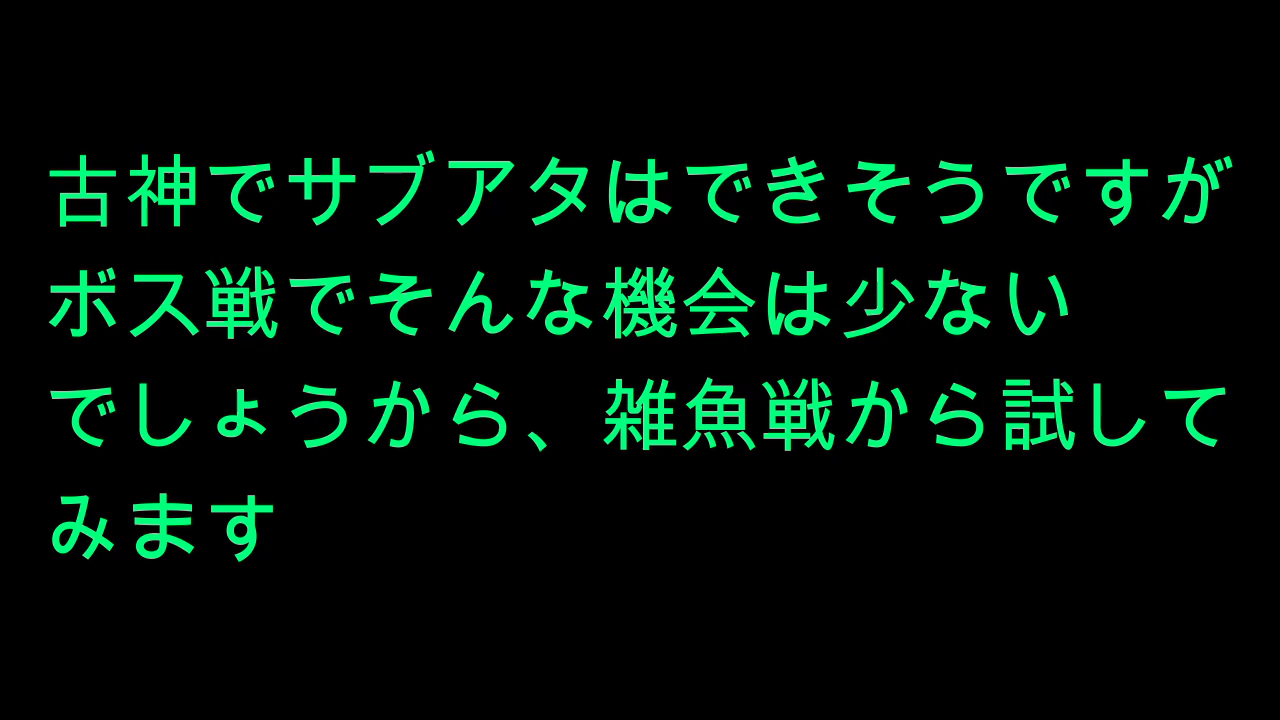 古神でサブアタはできそうですが
ボス戦でそんな機会は少ない
でしょうから、雑魚戦から試して
みます